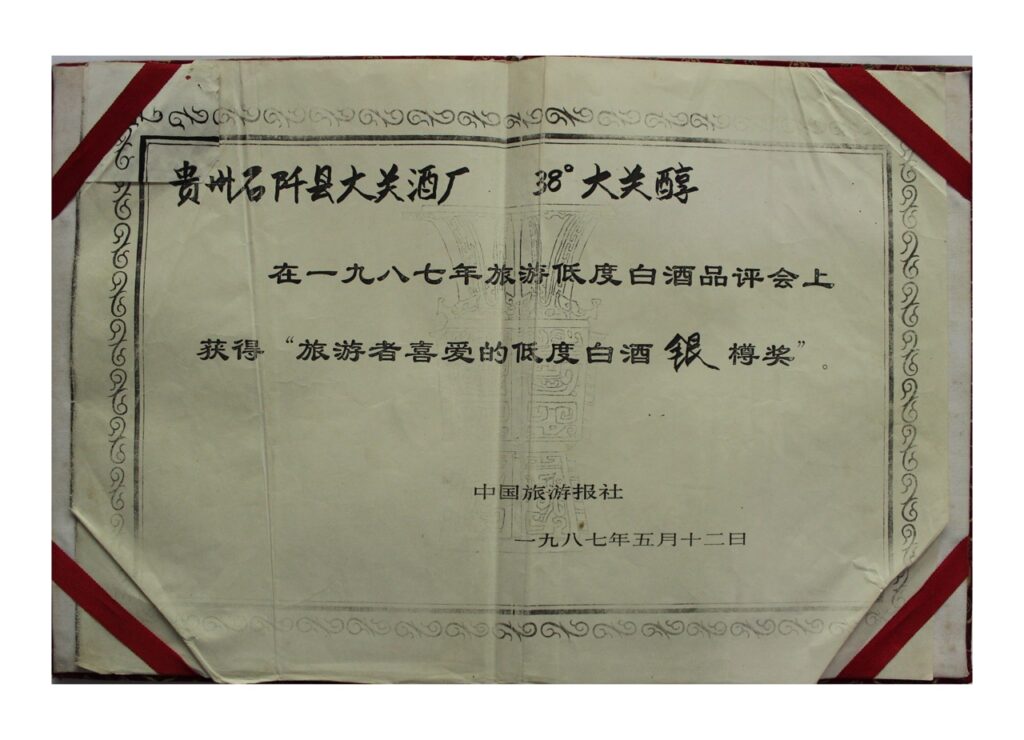 贵州石阡县大关酒厂 38°大关醇
在一九八七年旅游低度白酒品评会上
获得“旅游者喜爱的低度白酒银樽奖”。
中国旅游报社
一九八七年五月十二日